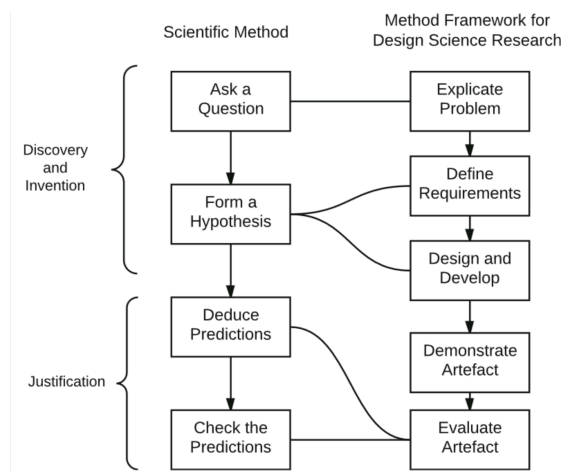 Scientific Method
Method Framework for
Design Science Research
Discovery
and
Invention
Ask a
Question
Explicate
Problem
Form a
Hypothesis
Define
Requirements
Design and
Develop
Justification
Deduce
Predictions
Demonstrate
Artefact
Check the
Predictions
Evaluate
Artefact